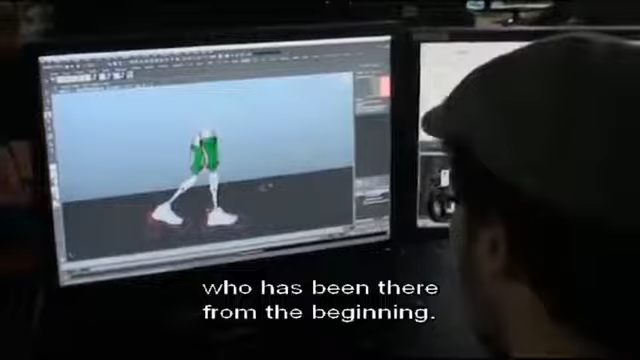 who has been there
from the beginning.